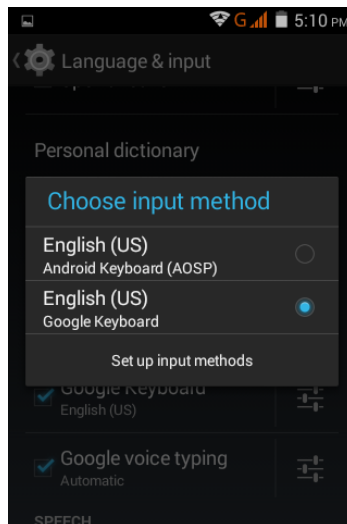 G 5:10 PM
Language & input
Personal dictionary
Choose input method
English (US)
Android Keyboard (AOSP)
English (US)
Google Keyboard
Set up input methods
Google Keyboard
English (US)
Google voice typing
Automatic
SPEECH